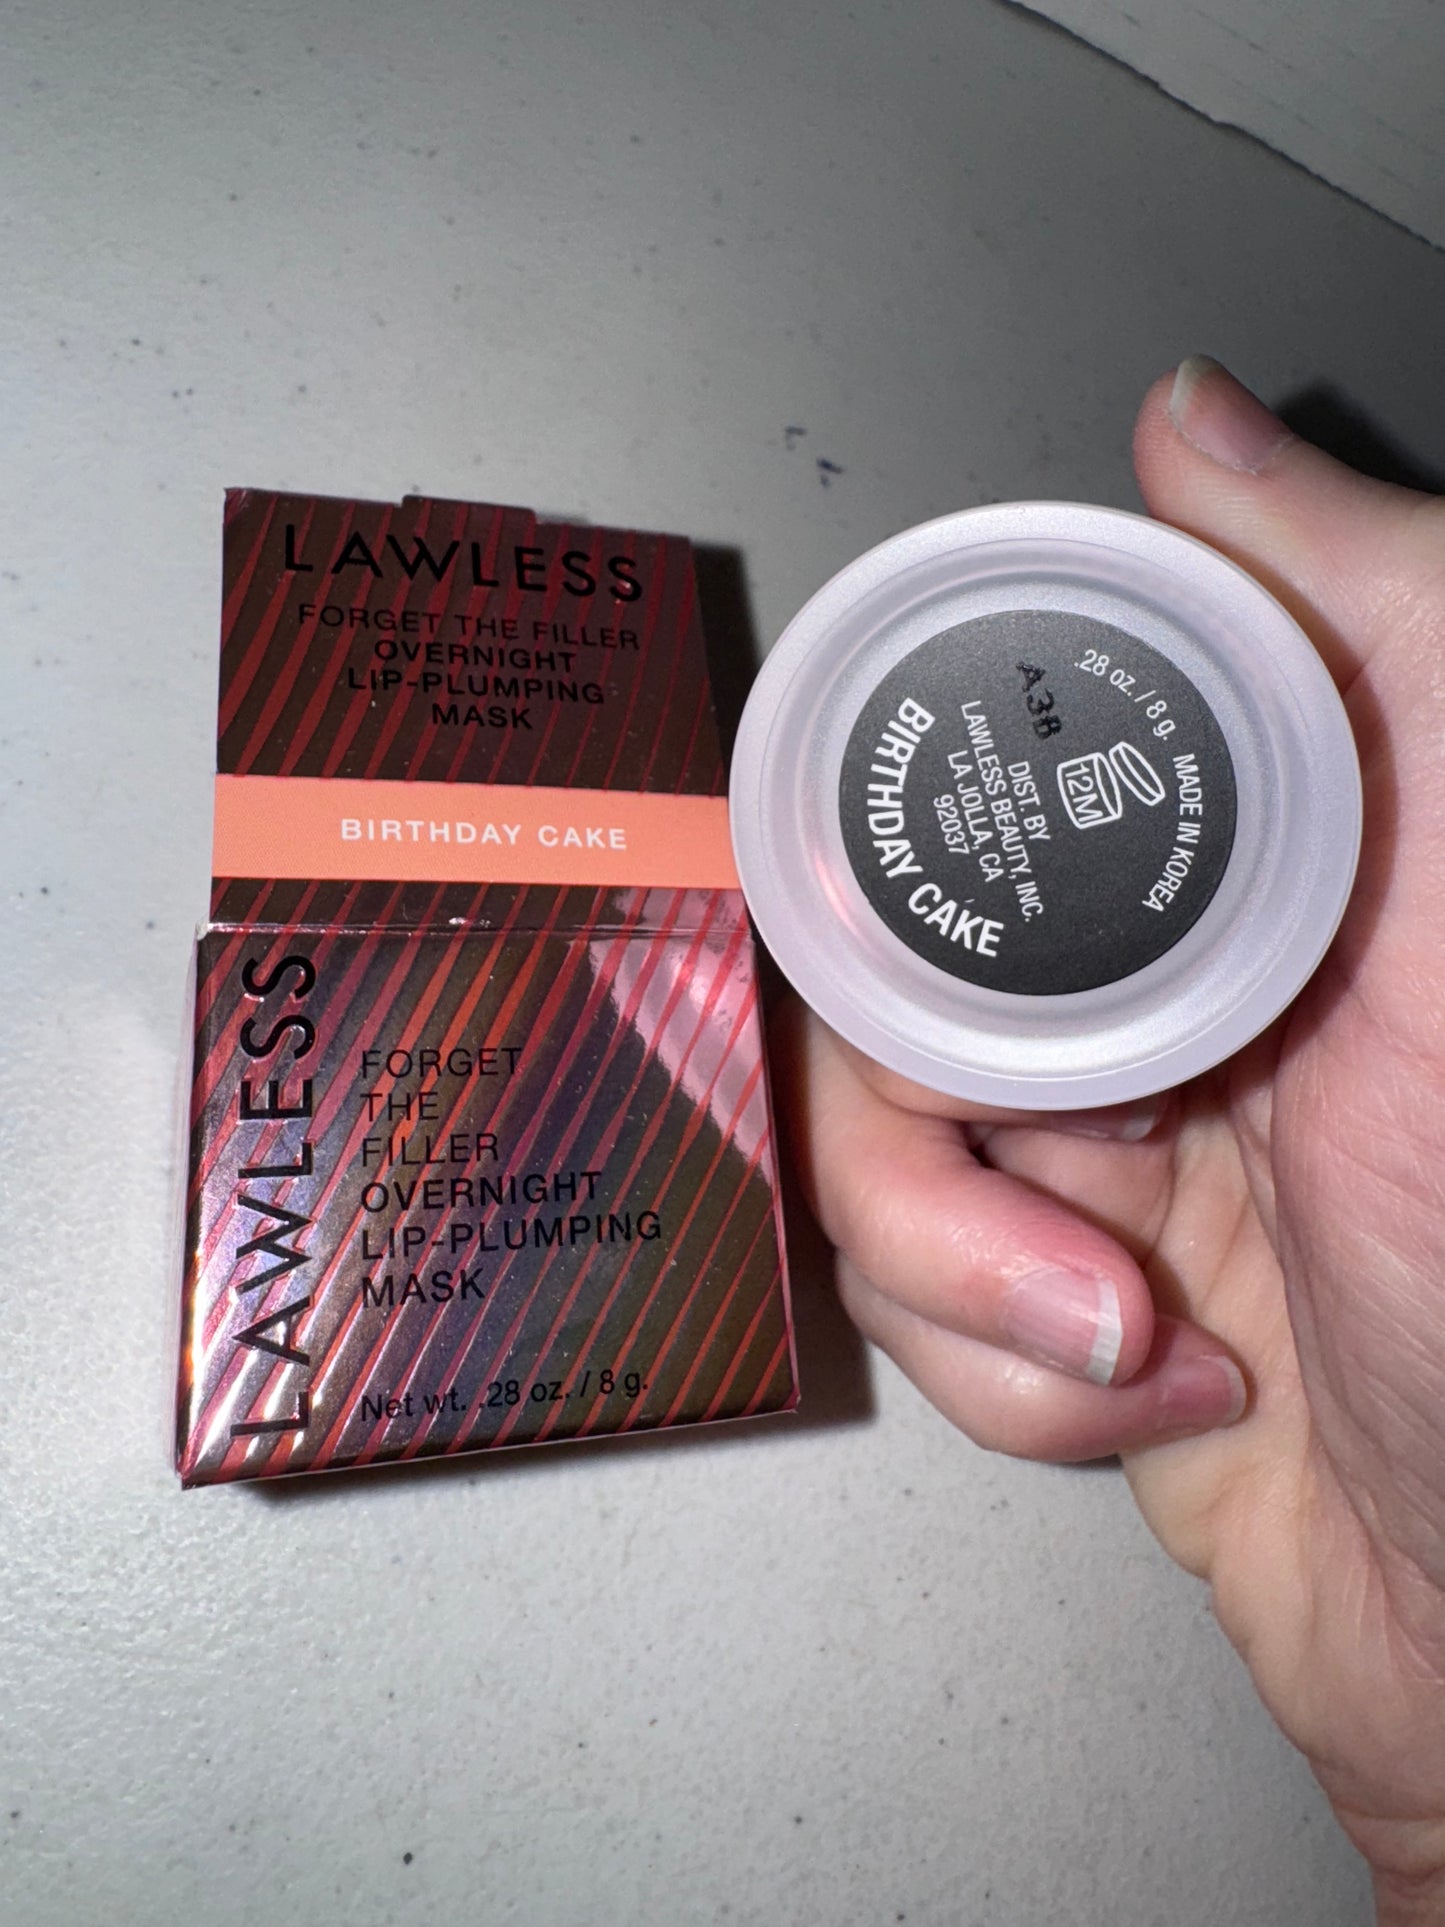 LAWLESS
FORGET THE FILLER
OVERNIGHT
LIP-PLUMPING
MASK
BIRTHDAY CAKE
LAWLESS
FORGET
THE
FILLER
OVERNIGHT
LIP-PLUMPING
MASK
Net wt. .28 oz. / 8 g.
.28 oz. / 8 g. MADE IN KOREA
12M
A3B
DIST. BY
LAWLESS BEAUTY, INC.
LA JOLLA, CA
92037
BIRTHDAY CAKE